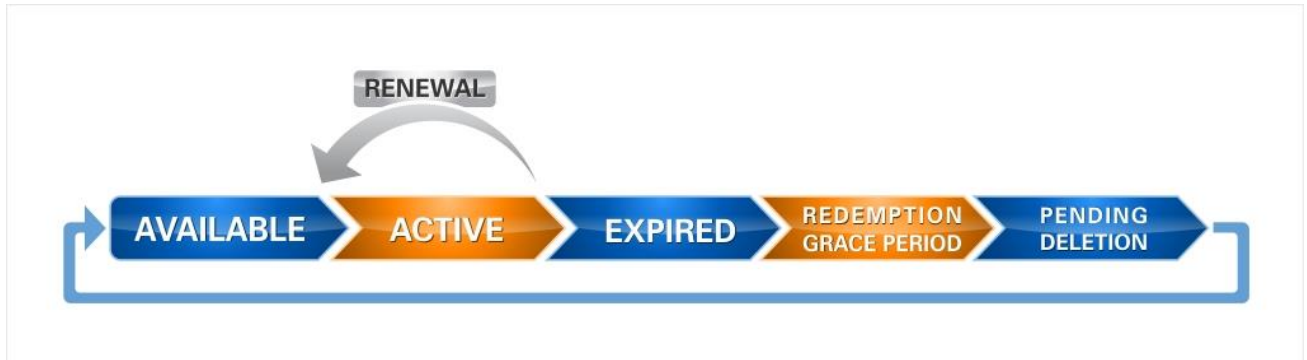 RENEWAL
AVAILABLE
ACTIVE
EXPIRED
REDEMPTION
GRACE PERIOD
PENDING
DELETION